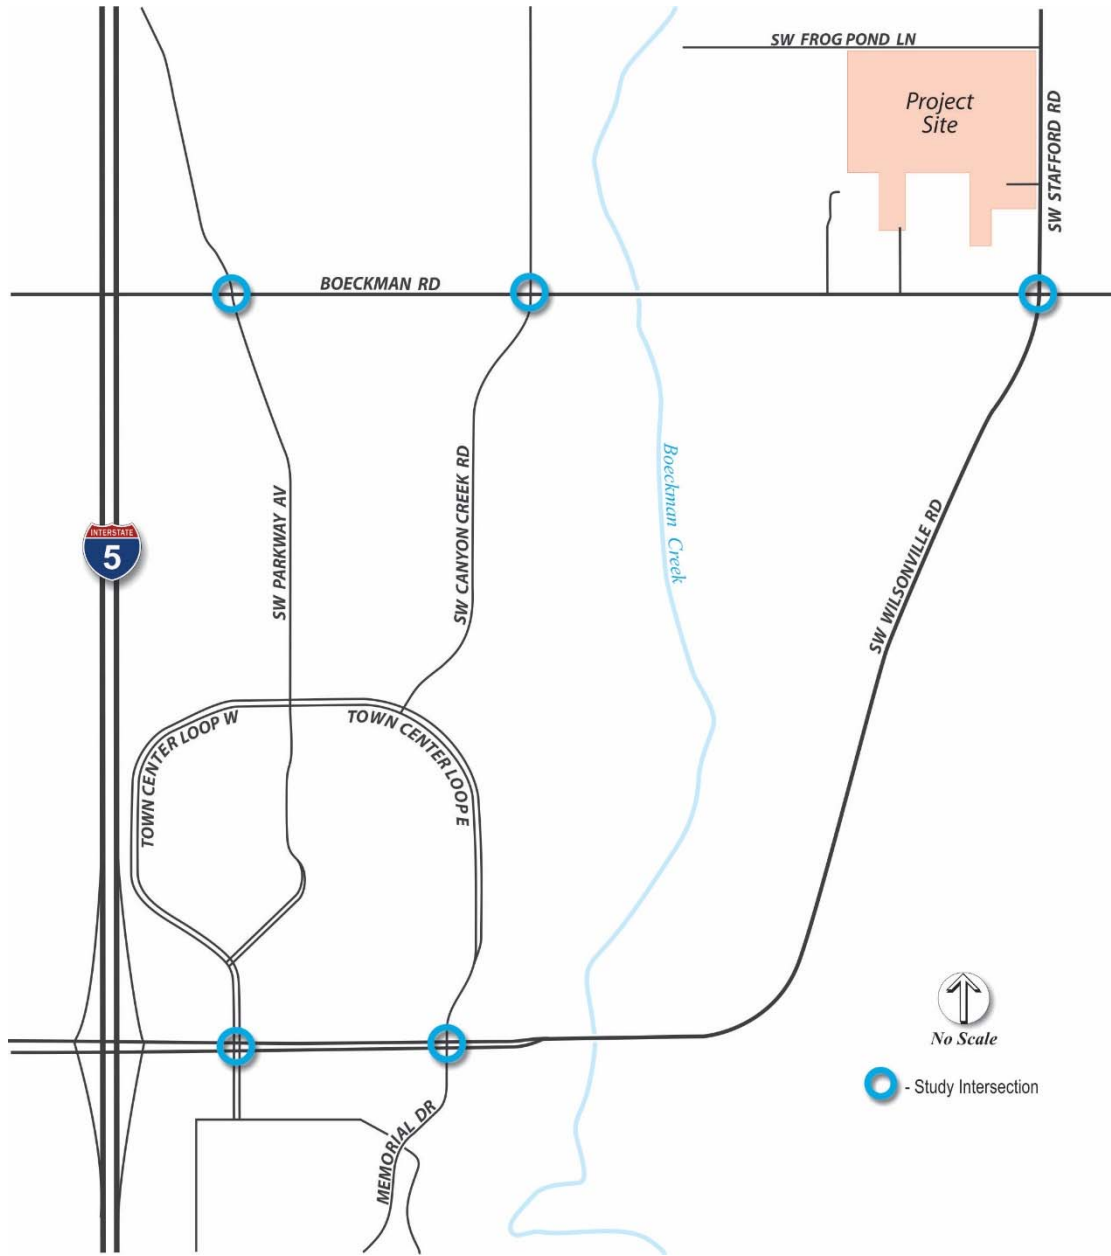 SW FROG POND LN
Project
Site
SW STAFFORD RD
BOECKMAN RD
SW PARKWAY AV
SW CANYON CREEK RD
Boeckman Creek
SW WILSONVILLE RD
INTERSTATE
5
TOWN CENTER LOOP W
TOWN CENTER LOOP E
No Scale
- Study Intersection
MEMORIAL DR